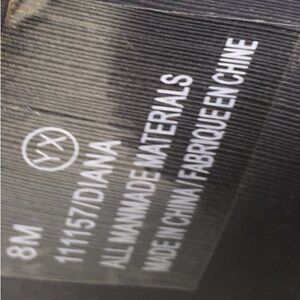 YX
8M
111157/DIANA
ALL MANMADE MATERIALS
MADE IN CHINA/FABRIQUE EN CHINE